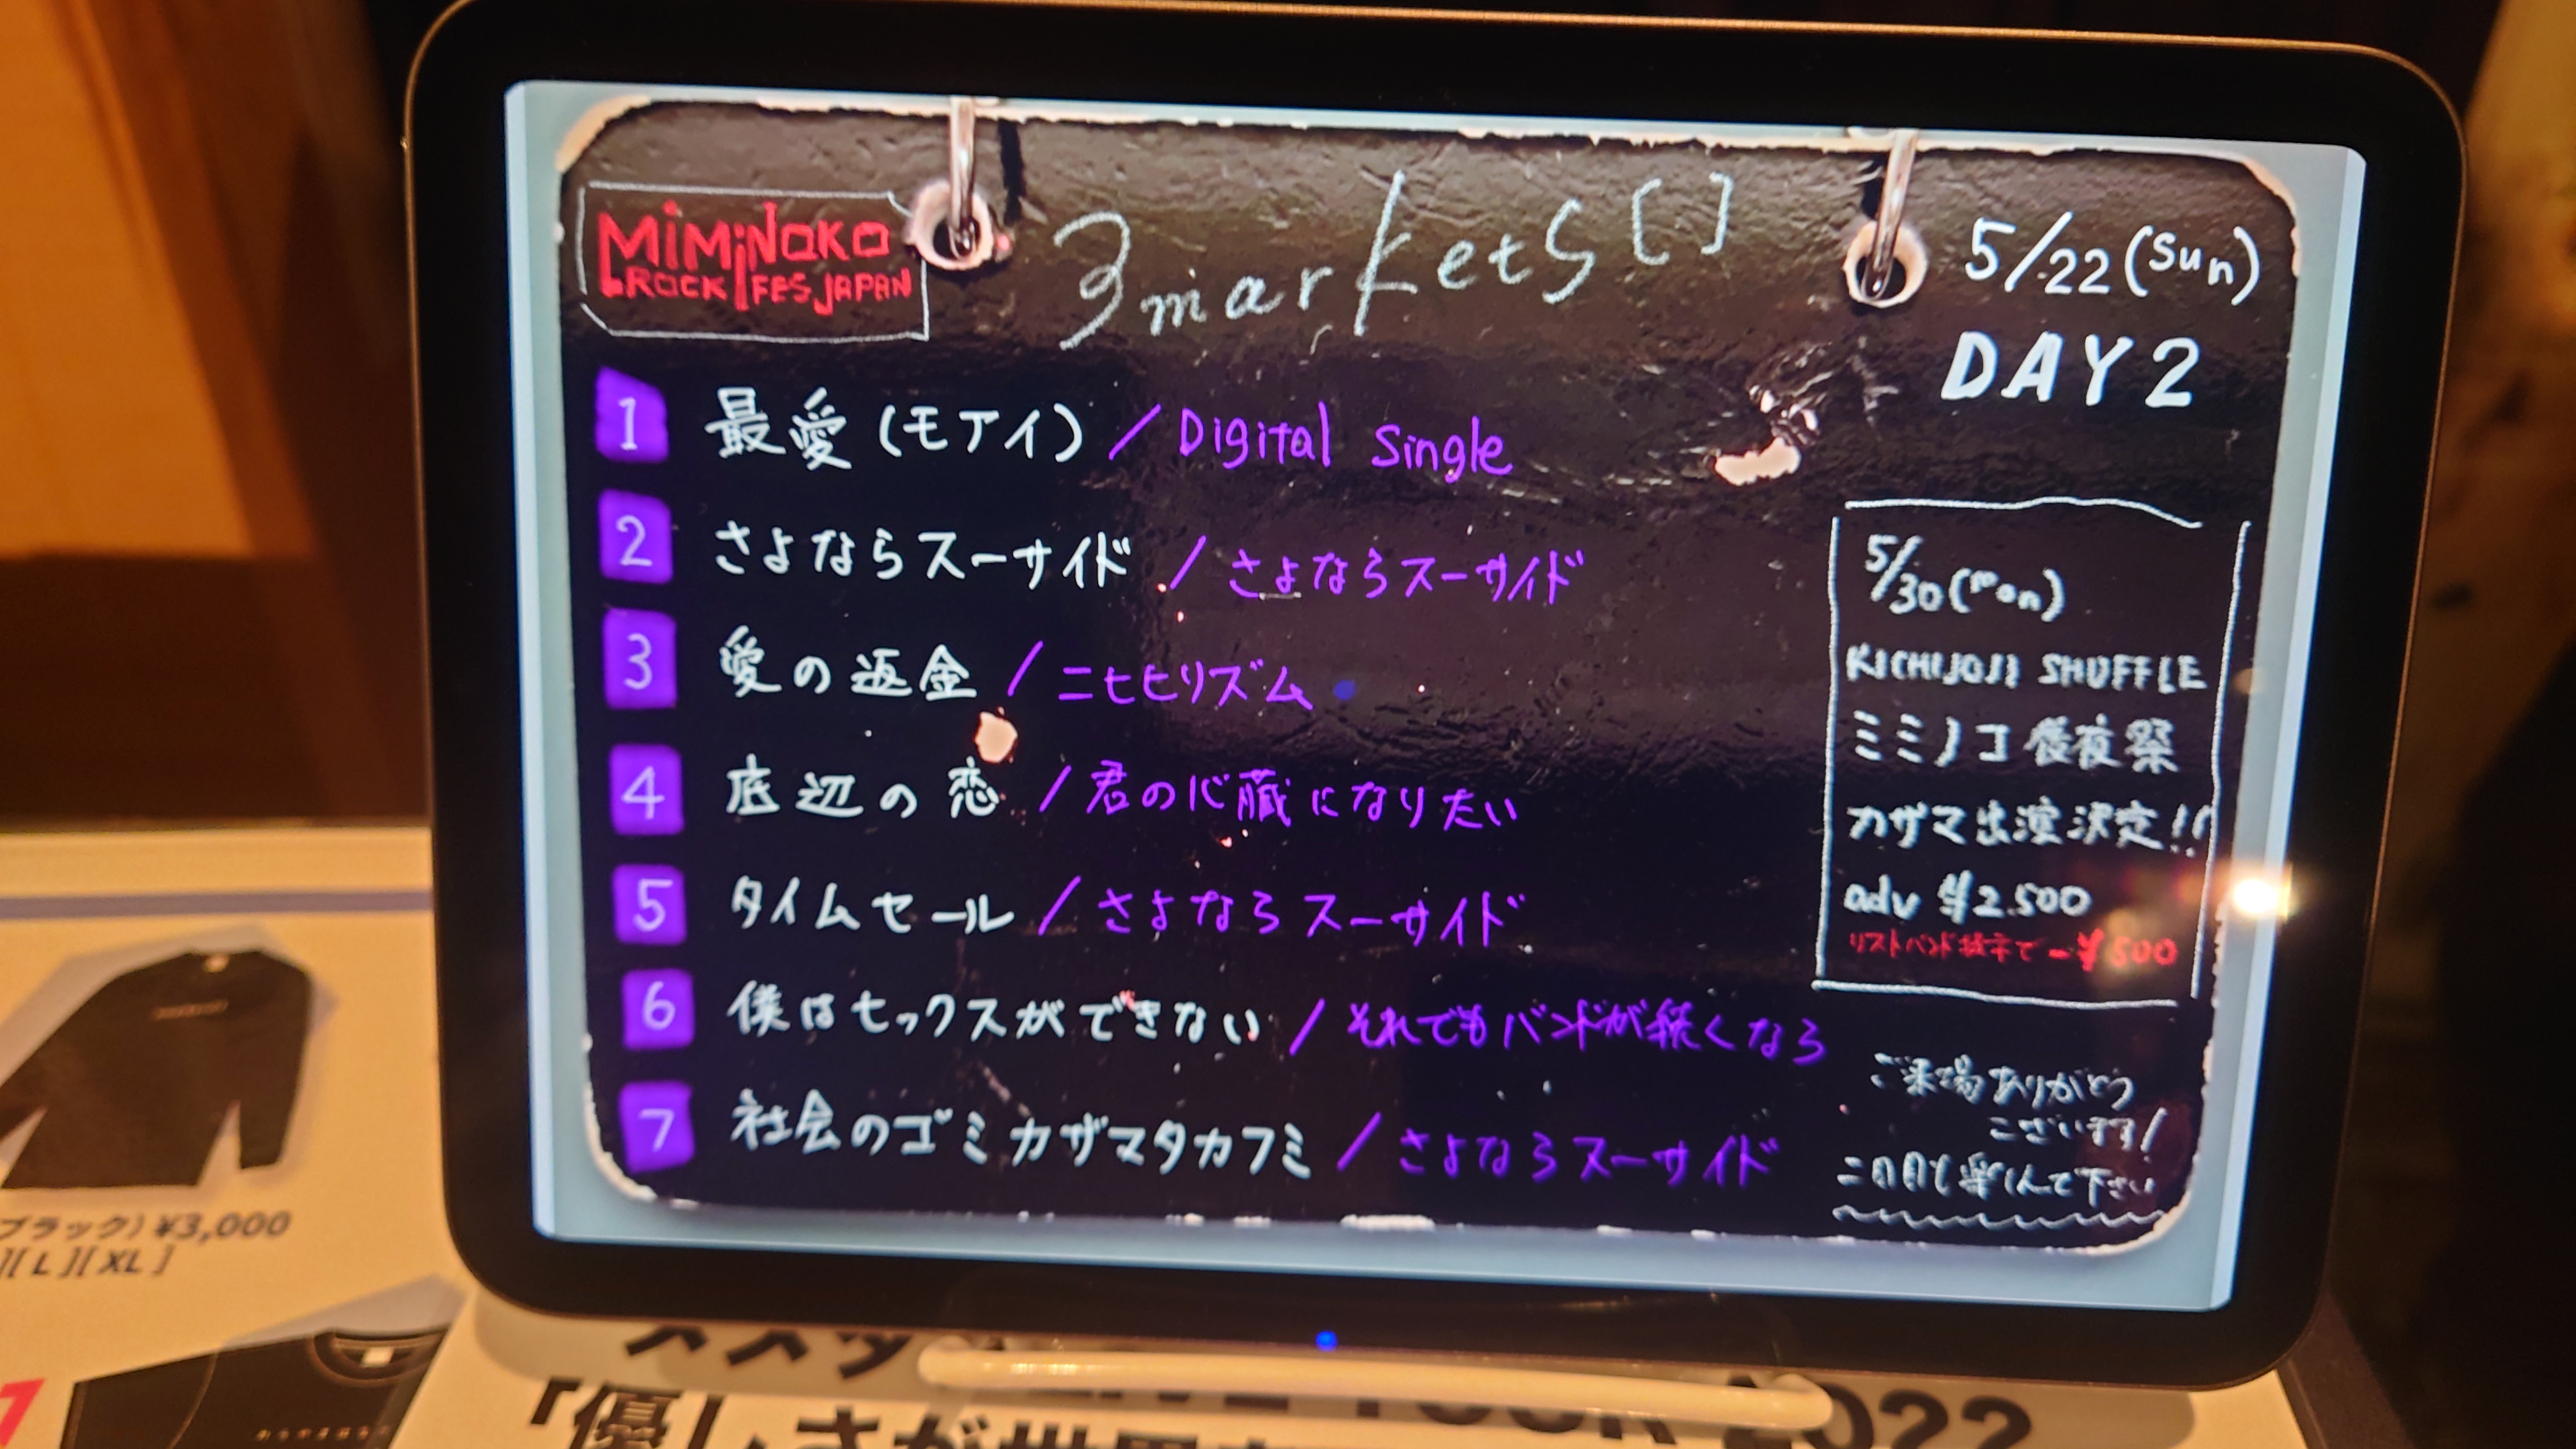 MiMiNOKO
ROCK FES JAPAN
3markets[]
5/22(Sun)
DAY2
1 最愛(モアイ) / Digital Single
2 さよならスーサイド / さよならスーサイド
3 愛の返金 / ニヒヒリズム
4 底辺の恋 / 君の心臓になりたい
5 タイムセール / さよならスーサイド
6 僕はセックスができない / それでもバンドが続くなら
7 社会のゴミカザマタカフミ / さよならスーサイド
5/30(mon)
KICHIJOJI SHUFFLE
ミミノコ後夜祭
カザマ出演決定!!
adv ¥2.500
リストバンド提示で-¥500
ご来場ありがとう
ございます!
二日目も楽しんで下さい
ブラック) ¥3,000
][L][XL]
2022